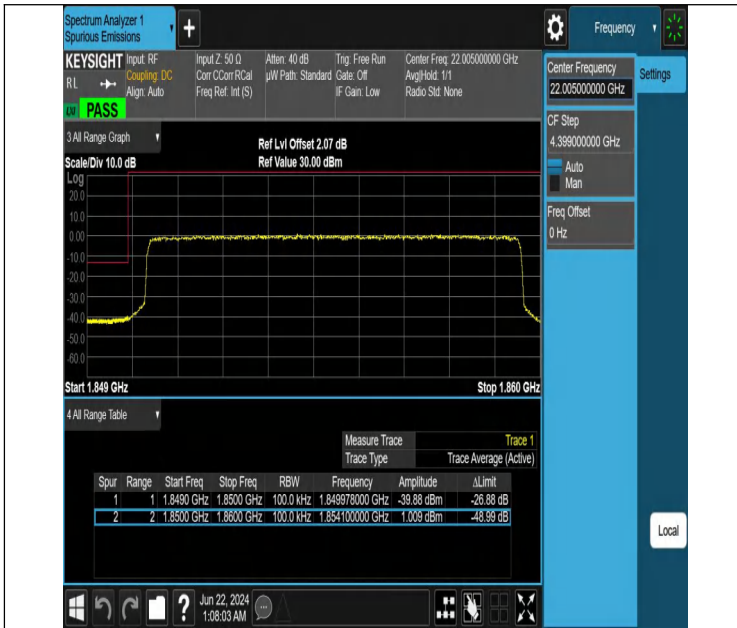 Spectrum Analyzer 1
Spurious Emissions
+
Frequency
KEYSIGHT
RL
PASS
Input: RF
Coupling: DC
Align: Auto
Input Z: 50 Ω
Corr CCorr RCal
Freq Ref: Int (S)
Atten: 40 dB
µW Path: Standard
Trig: Free Run
Gate: Off
IF Gain: Low
Center Freq: 22.005000000 GHz
Avg|Hold: 1/1
Radio Std: None
Center Frequency
22.005000000 GHz
Settings
CF Step
4.399000000 GHz
Auto
Man
Freq Offset
0 Hz
Local
3 All Range Graph
Scale/Div 10.0 dB
Ref Lvl Offset 2.07 dB
Ref Value 30.00 dBm
Log
20.0
10.0
0.00
-10.0
-20.0
-30.0
-40.0
-50.0
-60.0
Start 1.849 GHz
Stop 1.860 GHz
4 All Range Table
Measure Trace Trace 1
Trace Type Trace Average (Active)
Spur Range Start Freq Stop Freq RBW Frequency Amplitude ΔLimit
1 1 1.8490 GHz 1.8500 GHz 100.0 kHz 1.849978000 GHz -39.88 dBm -26.88 dB
2 2 1.8500 GHz 1.8600 GHz 100.0 kHz 1.854100000 GHz 1.009 dBm -48.99 dB
?
Jun 22, 2024
1:08:03 AM